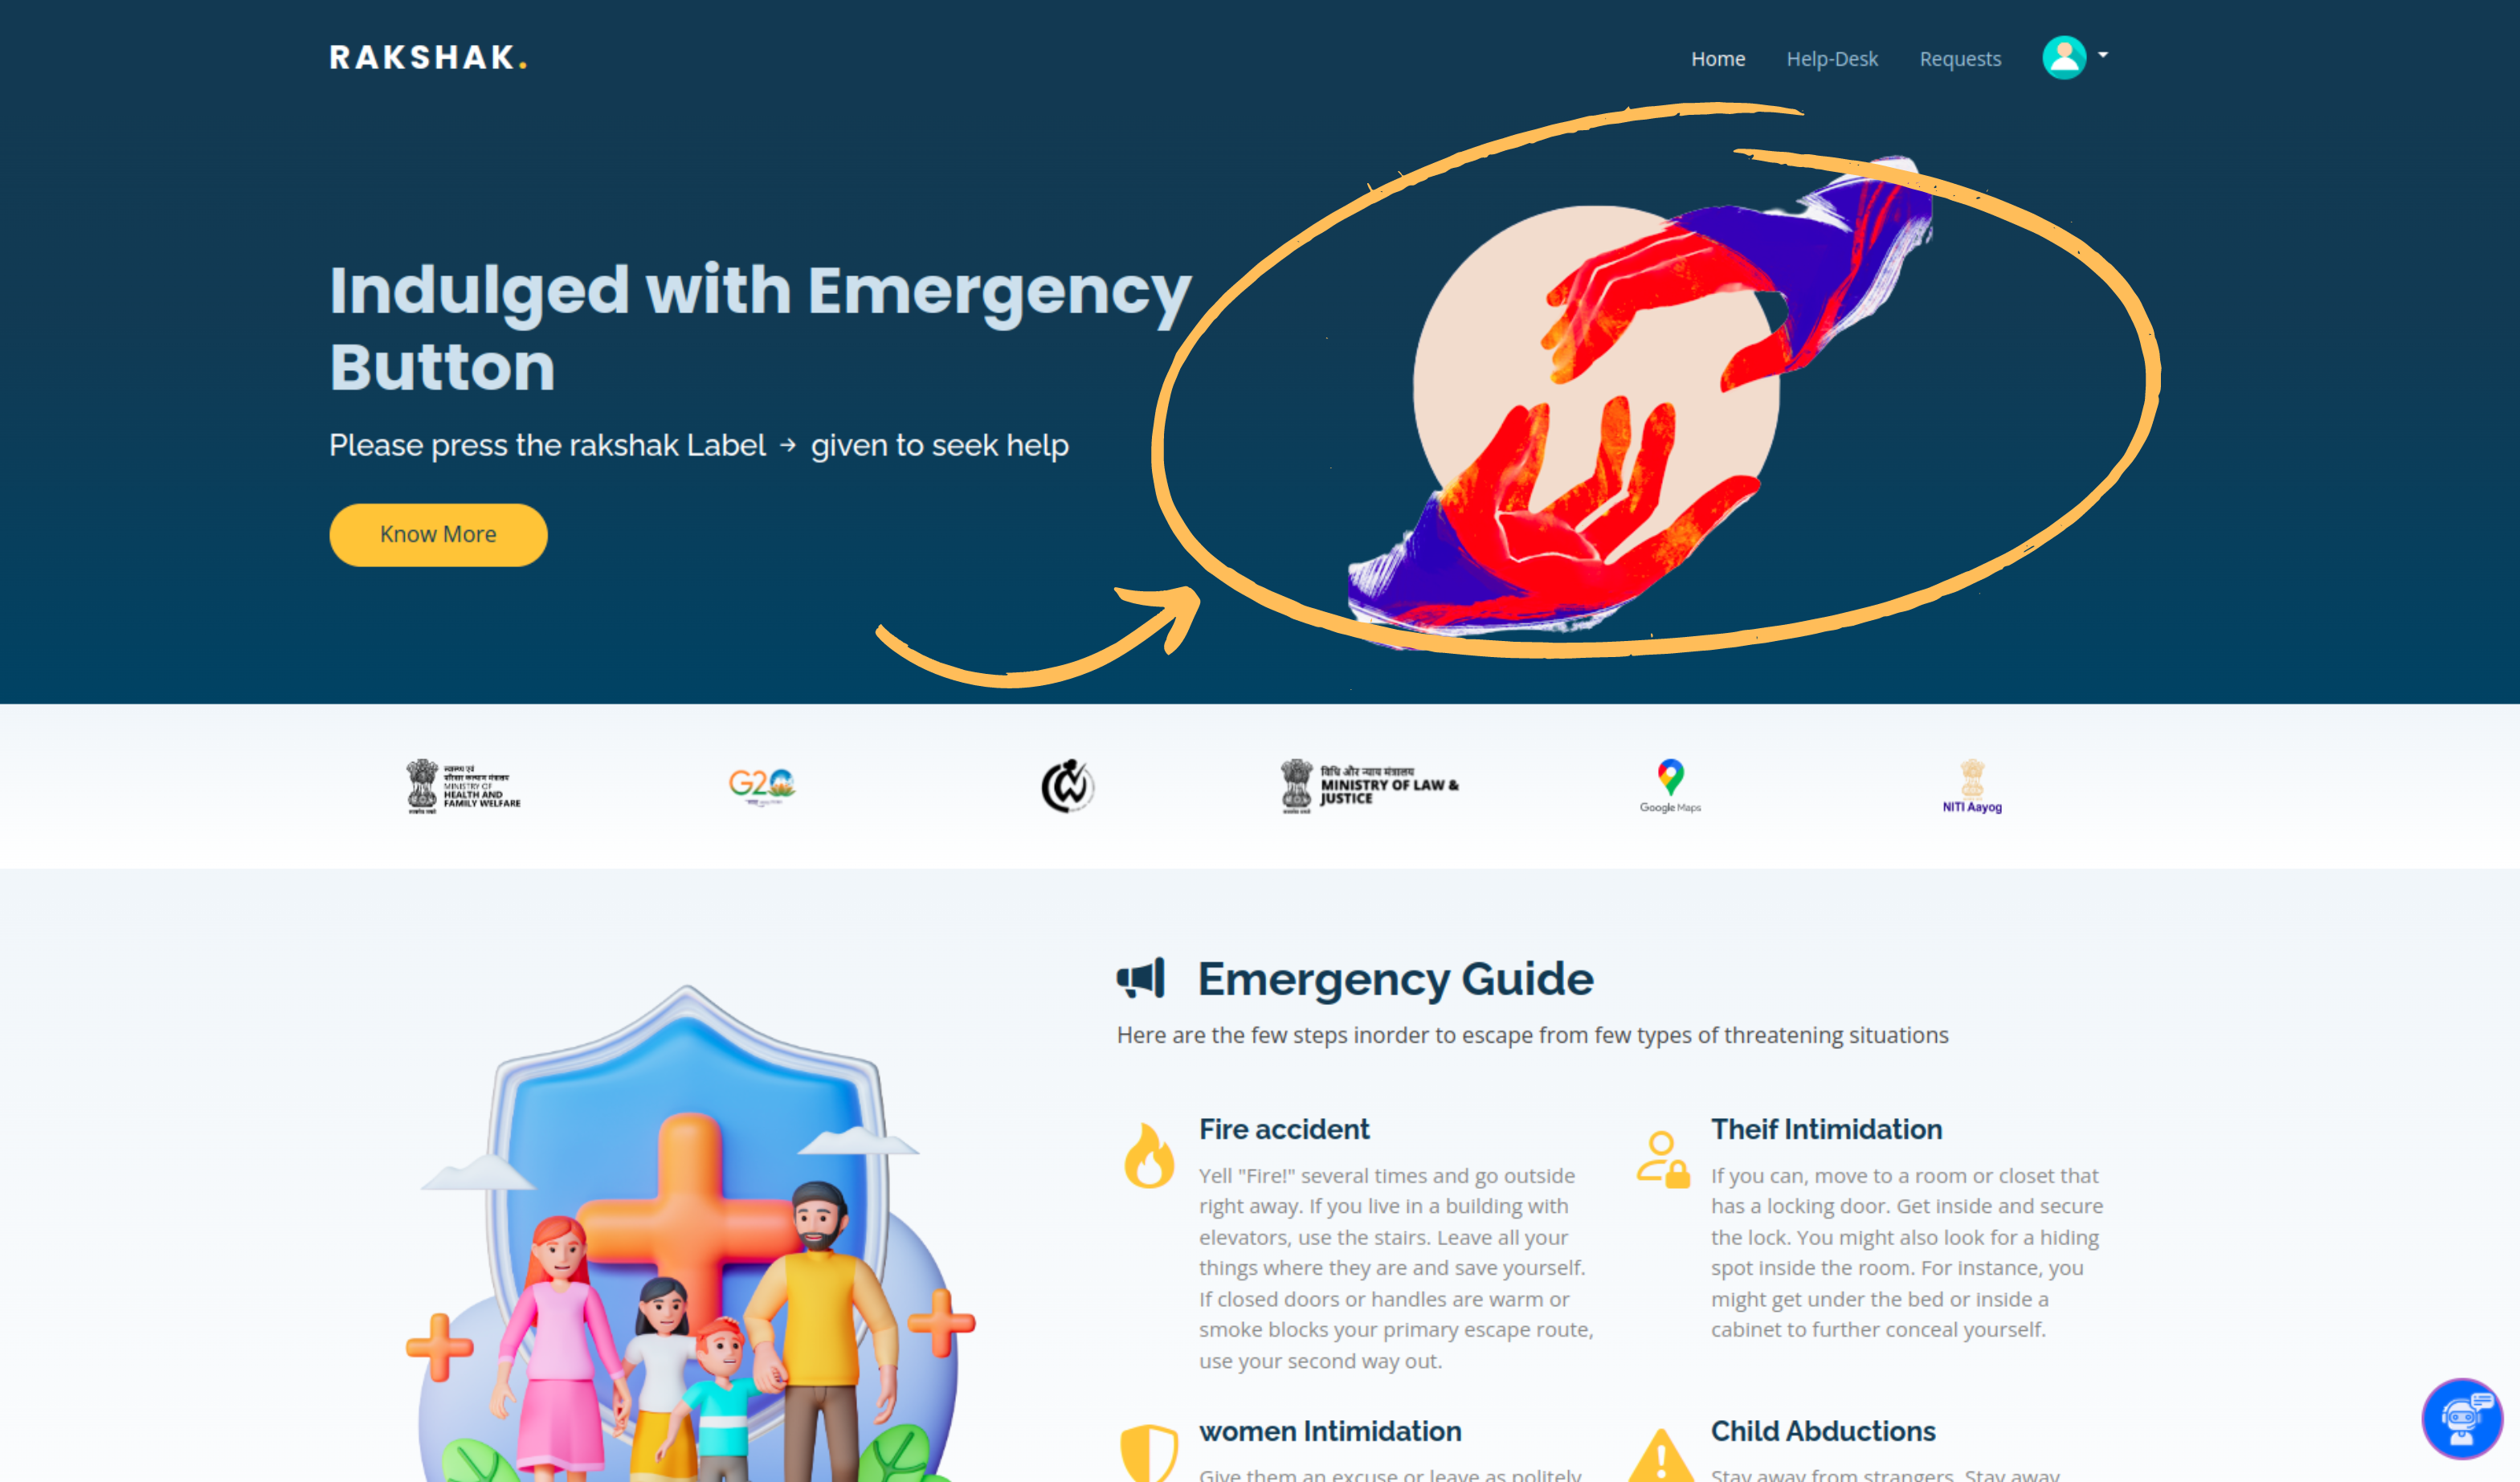 RAKSHAK.
Home
Help-Desk
Requests
Indulged with Emergency
Button
Please press the rakshak Label → given to seek help
Know More
MINISTRY OF
HEALTH AND
FAMILY WELFARE
G20
विधि और न्याय मंत्रालय
MINISTRY OF LAW &
JUSTICE
Google Maps
NITI Aayog
Emergency Guide
Here are the few steps inorder to escape from few types of threatening situations
Fire accident
Yell "Fire!" several times and go outside
right away. If you live in a building with
elevators, use the stairs. Leave all your
things where they are and save yourself.
If closed doors or handles are warm or
smoke blocks your primary escape route,
use your second way out.
Theif Intimidation
If you can, move to a room or closet that
has a locking door. Get inside and secure
the lock. You might also look for a hiding
spot inside the room. For instance, you
might get under the bed or inside a
cabinet to further conceal yourself.
women Intimidation
Give them an excuse or leave as politely
Child Abductions
Stay away from strangers. Stay away